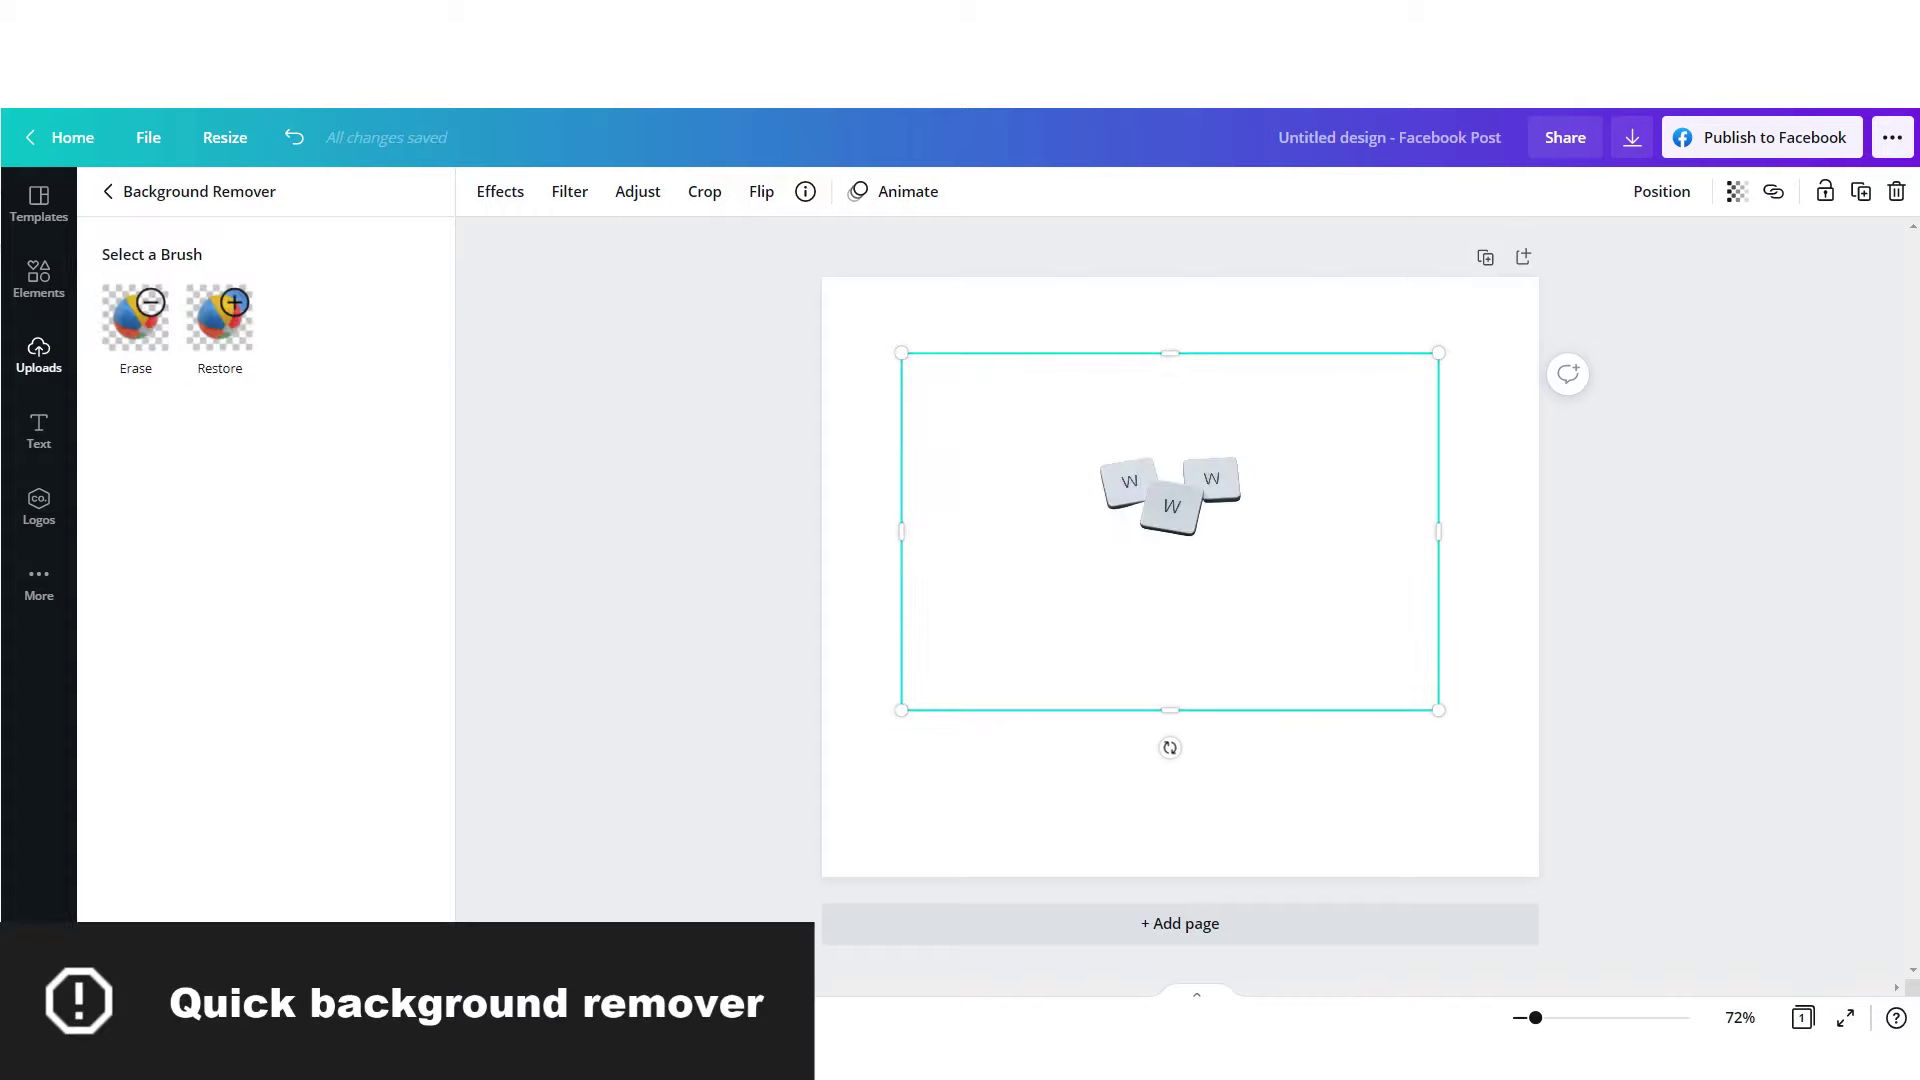 Home File Resize All changes saved Untitled design - Facebook Post Share Publish to Facebook
Background Remover Effects Filter Adjust Crop Flip Animate Position
Templates
Elements
Uploads
Text
CO.
Logos
More
Select a Brush
Erase Restore
W W
W
+ Add page
Quick background remover
72% 1